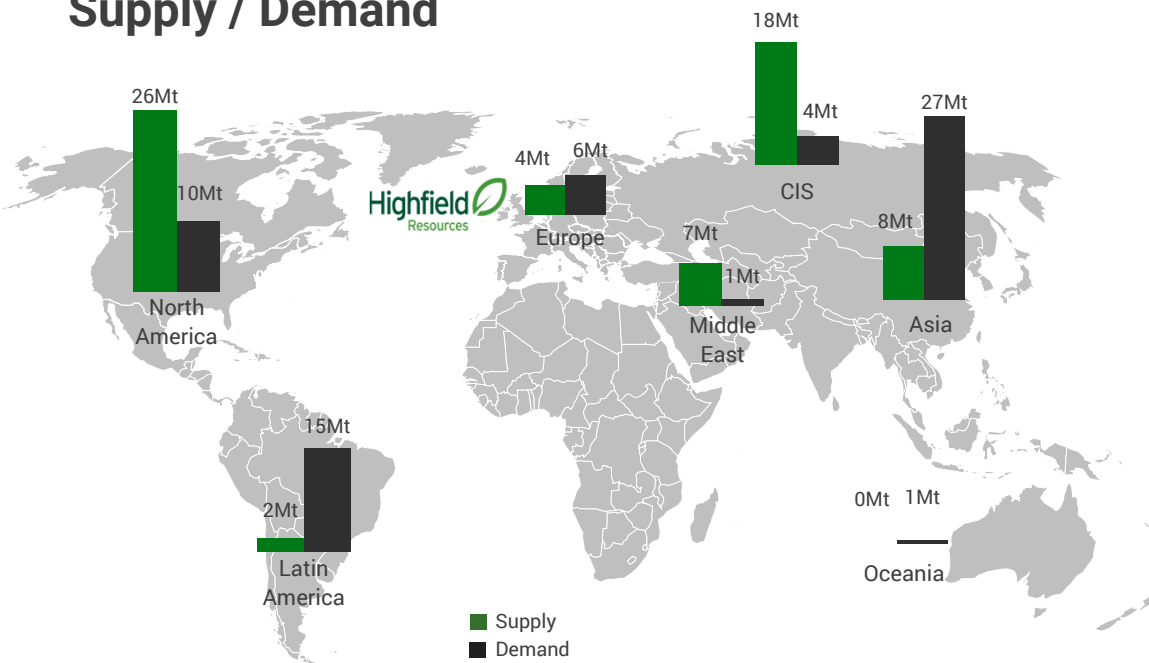 Supply / Demand
18Mt
26Mt
4Mt
27Mt
10Mt
4Mt
6Mt
Highfield
Resources
CIS
Europe
7Mt
8Mt
1Mt
North
America
Middle
East
Asia
15Mt
2Mt
Latin
America
0Mt
1Mt
Oceania
Supply
Demand